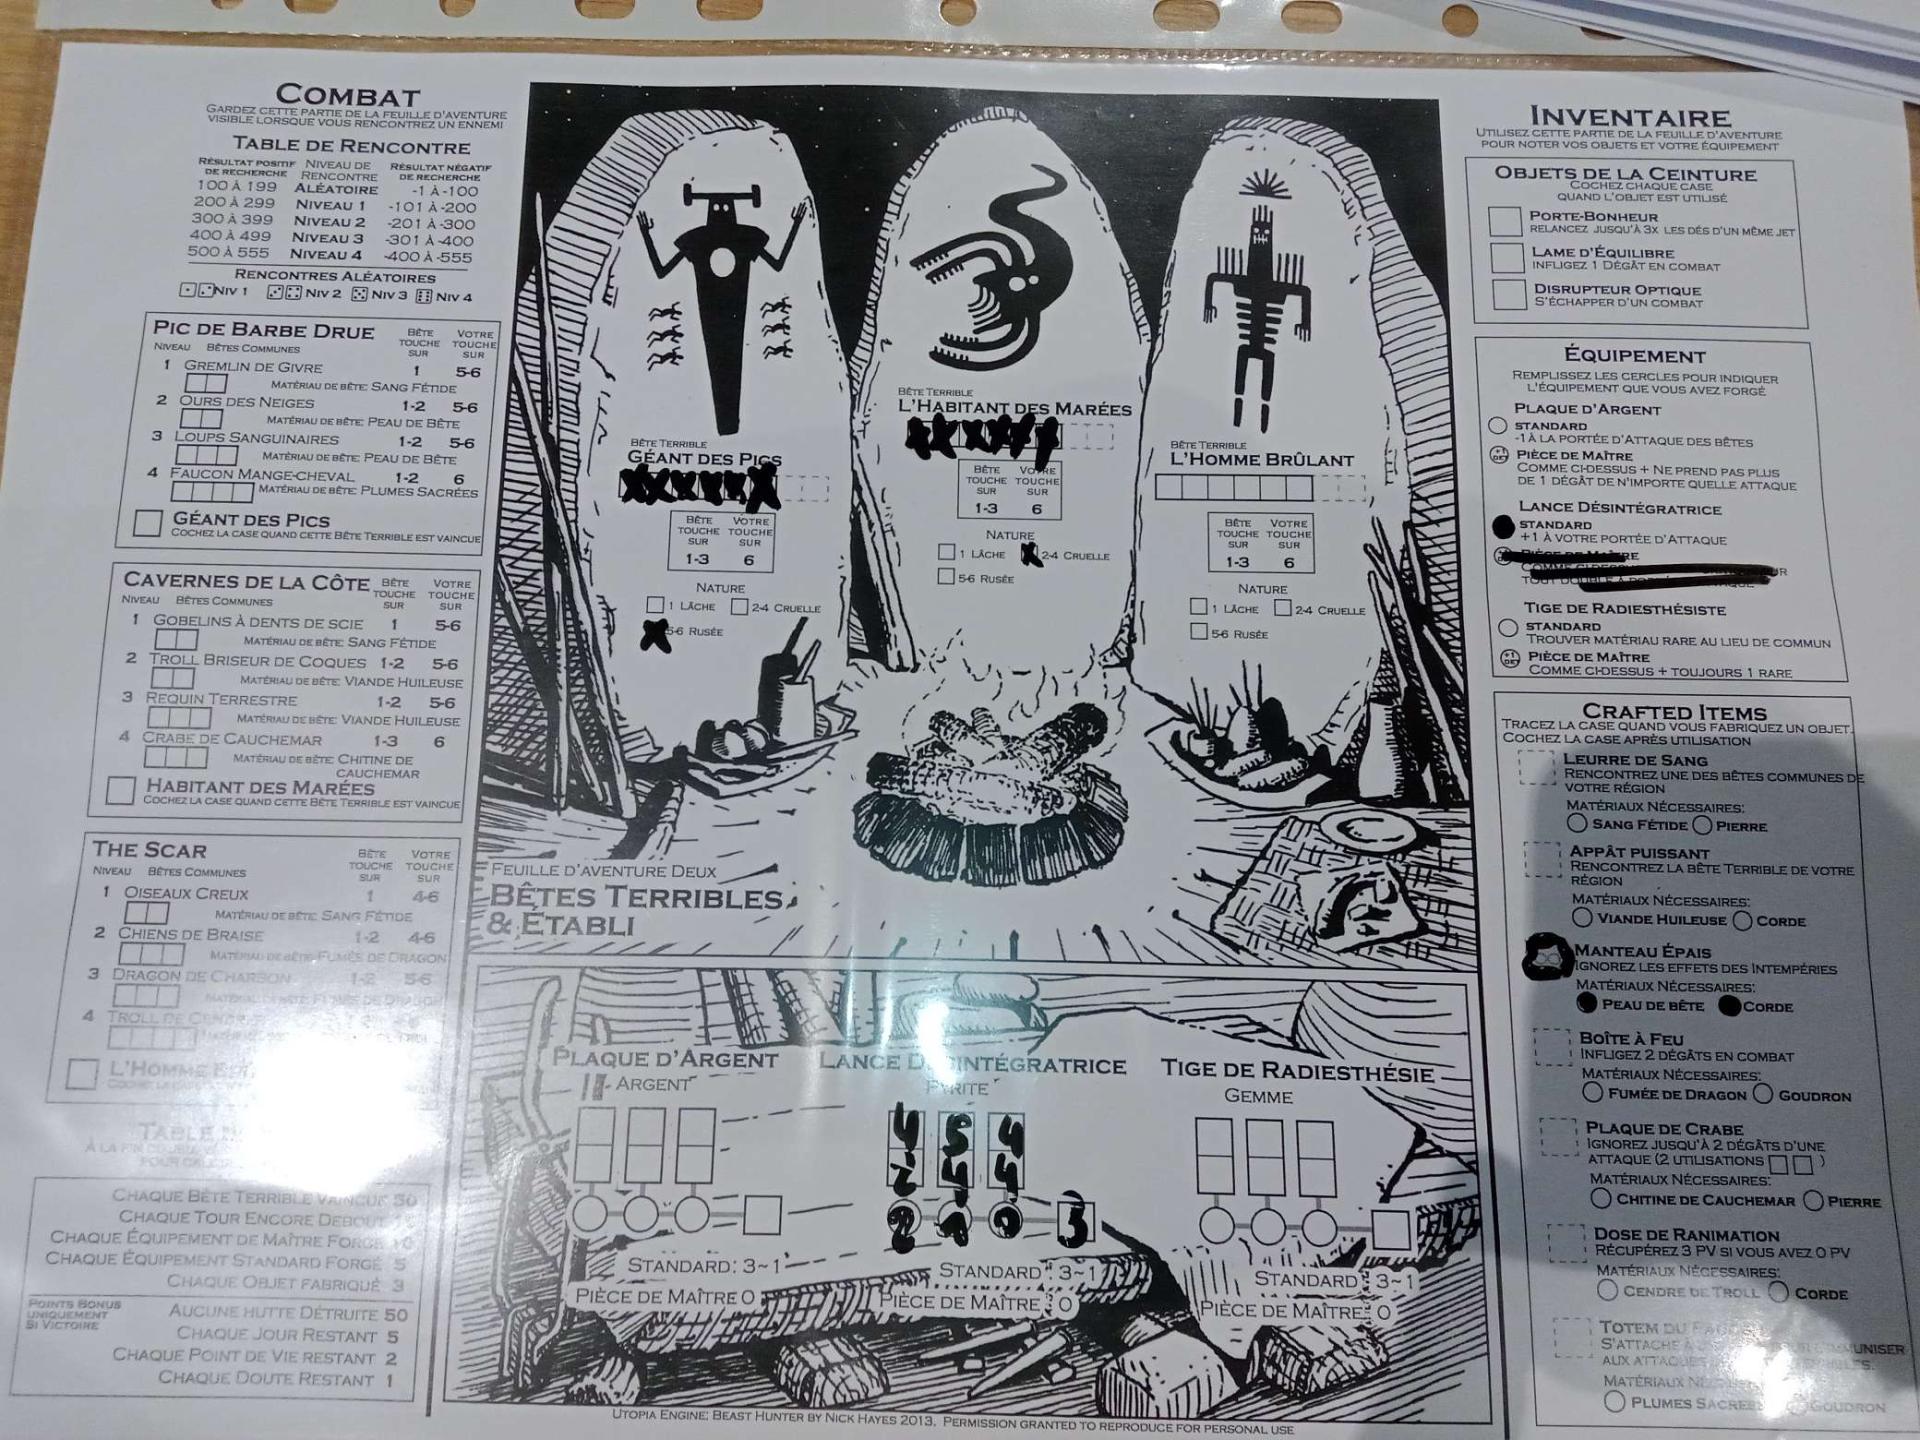 COMBAT
GARDEZ CETTE PARTIE DE LA FEUILLE D'AVENTURE
VISIBLE LORSQUE VOUS RENCONTREZ UN ENNEMI
TABLE DE RENCONTRE
RÉSULTAT POSITIF DE RECHERCHE NIVEAU DE RENCONTRE RÉSULTAT NÉGATIF DE RECHERCHE
100 À 199 ALÉATOIRE -1 À -100
200 À 299 NIVEAU 1 -101 À -200
300 À 399 NIVEAU 2 -201 À -300
400 À 499 NIVEAU 3 -301 À -400
500 À 555 NIVEAU 4 -400 À -555
RENCONTRES ALÉATOIRES
NIV 1 NIV 2 NIV 3 NIV 4
PIC DE BARBE DRUE BÊTE TOUCHE SUR VOTRE TOUCHE SUR
NIVEAU BÊTES COMMUNES
1 GREMLIN DE GIVRE 1 5-6
MATÉRIAU DE BÊTE: SANG FÉTIDE
2 OURS DES NEIGES 1-2 5-6
MATÉRIAU DE BÊTE: PEAU DE BÊTE
3 LOUPS SANGUINAIRES 1-2 5-6
MATÉRIAU DE BÊTE: PEAU DE BÊTE
4 FAUCON MANGE-CHEVAL 1-2 6
MATÉRIAU DE BÊTE: PLUMES SACRÉES
GÉANT DES PICS
COCHEZ LA CASE QUAND CETTE BÊTE TERRIBLE EST VAINCUE
CAVERNES DE LA CÔTE BÊTE TOUCHE SUR VOTRE TOUCHE SUR
NIVEAU BÊTES COMMUNES
1 GOBELINS À DENTS DE SCIE 1 5-6
MATÉRIAU DE BÊTE: SANG FÉTIDE
2 TROLL BRISEUR DE COQUES 1-2 5-6
MATÉRIAU DE BÊTE: VIANDE HUILEUSE
3 REQUIN TERRESTRE 1-2 5-6
MATÉRIAU DE BÊTE: VIANDE HUILEUSE
4 CRABE DE CAUCHEMAR 1-3 6
MATÉRIAU DE BÊTE: CHITINE DE
CAUCHEMAR
HABITANT DES MARÉES
COCHEZ LA CASE QUAND CETTE BÊTE TERRIBLE EST VAINCUE
THE SCAR BÊTE TOUCHE SUR VOTRE TOUCHE SUR
NIVEAU BÊTES COMMUNES
1 OISEAUX CREUX 1 4-6
MATÉRIAU DE BÊTE: SANG FÉTIDE
2 CHIENS DE BRAISE 1-2 4-6
MATÉRIAU DE BÊTE: FUMÉE DE DRAGON
3 DRAGON DE CHARBON 1-2 5-6
4 TROLL DE
L'HOMME
TABLE
CHAQUE BÊTE TERRIBLE VAINCUE 50
CHAQUE TOUR ENCORE DEBOUT
CHAQUE ÉQUIPEMENT DE MAÎTRE FORGÉ 10
CHAQUE ÉQUIPEMENT STANDARD FORGÉ 5
CHAQUE OBJET FABRIQUÉ 3
POINTS BONUS
UNIQUEMENT
SI VICTOIRE
AUCUNE HUTTE DÉTRUITE 50
CHAQUE JOUR RESTANT 5
CHAQUE POINT DE VIE RESTANT 2
CHAQUE DOUTE RESTANT 1
BÊTE TERRIBLE
GÉANT DES PICS
BÊTE TOUCHE SUR VOTRE TOUCHE SUR
1-3 6
NATURE
1 LÂCHE 2-4 CRUELLE
5-6 RUSÉE
BÊTE TERRIBLE
L'HABITANT DES MARÉES
BÊTE TOUCHE SUR VOTRE TOUCHE SUR
1-3 6
NATURE
1 LÂCHE 2-4 CRUELLE
5-6 RUSÉE
BÊTE TERRIBLE
L'HOMME BRÛLANT
BÊTE TOUCHE SUR VOTRE TOUCHE SUR
1-3 6
NATURE
1 LÂCHE 2-4 CRUELLE
5-6 RUSÉE
FEUILLE D'AVENTURE DEUX
BÊTES TERRIBLES
& ÉTABLI
PLAQUE D'ARGENT
ARGENT
STANDARD: 3~1
PIÈCE DE MAÎTRE 0
LANCE DÉSINTÉGRATRICE
PYRITE
4 5 4
2 4 4
3
STANDARD: 3~1
PIÈCE DE MAÎTRE: 0
TIGE DE RADIESTHÉSIE
GEMME
STANDARD: 3~1
PIÈCE DE MAÎTRE: 0
UTOPIA ENGINE: BEAST HUNTER BY NICK HAYES 2013. PERMISSION GRANTED TO REPRODUCE FOR PERSONAL USE
INVENTAIRE
UTILISEZ CETTE PARTIE DE LA FEUILLE D'AVENTURE
POUR NOTER VOS OBJETS ET VOTRE ÉQUIPEMENT
OBJETS DE LA CEINTURE
COCHEZ CHAQUE CASE
QUAND L'OBJET EST UTILISÉ
PORTE-BONHEUR
RELANCEZ JUSQU'À 3X LES DÉS D'UN MÊME JET
LAME D'ÉQUILIBRE
INFLIGEZ 1 DÉGÂT EN COMBAT
DISRUPTEUR OPTIQUE
S'ÉCHAPPER D'UN COMBAT
ÉQUIPEMENT
REMPLISSEZ LES CERCLES POUR INDIQUER
L'ÉQUIPEMENT QUE VOUS AVEZ FORGÉ
PLAQUE D'ARGENT
STANDARD
-1 À LA PORTÉE D'ATTAQUE DES BÊTES
PIÈCE DE MAÎTRE
COMME CI-DESSUS + NE PREND PAS PLUS
DE 1 DÉGÂT DE N'IMPORTE QUELLE ATTAQUE
LANCE DÉSINTÉGRATRICE
STANDARD
+1 À VOTRE PORTÉE D'ATTAQUE
PIÈCE DE MAÎTRE
TOUT DOUBLE
TIGE DE RADIESTHÉSISTE
STANDARD
TROUVER MATÉRIAU RARE AU LIEU DE COMMUN
PIÈCE DE MAÎTRE
COMME CI-DESSUS + TOUJOURS 1 RARE
CRAFTED ITEMS
TRACEZ LA CASE QUAND VOUS FABRIQUEZ UN OBJET.
COCHEZ LA CASE APRÈS UTILISATION
LEURRE DE SANG
RENCONTREZ UNE DES BÊTES COMMUNES DE
VOTRE RÉGION
MATÉRIAUX NÉCESSAIRES:
SANG FÉTIDE PIERRE
APPÂT PUISSANT
RENCONTREZ LA BÊTE TERRIBLE DE VOTRE
RÉGION
MATÉRIAUX NÉCESSAIRES:
VIANDE HUILEUSE CORDE
MANTEAU ÉPAIS
IGNOREZ LES EFFETS DES INTEMPÉRIES
MATÉRIAUX NÉCESSAIRES:
PEAU DE BÊTE CORDE
BOÎTE À FEU
INFLIGEZ 2 DÉGÂTS EN COMBAT
MATÉRIAUX NÉCESSAIRES:
FUMÉE DE DRAGON GOUDRON
PLAQUE DE CRABE
IGNOREZ JUSQU'À 2 DÉGÂTS D'UNE
ATTAQUE (2 UTILISATIONS )
MATÉRIAUX NÉCESSAIRES:
CHITINE DE CAUCHEMAR PIERRE
DOSE DE RANIMATION
RÉCUPÉREZ 3 PV SI VOUS AVEZ 0 PV
MATÉRIAUX NÉCESSAIRES:
CENDRE DE TROLL CORDE
TOTEM DU
S'ATTACHE À
AUX ATTAQUES
MATÉRIAUX
PLUMES SACRÉES GOUDRON